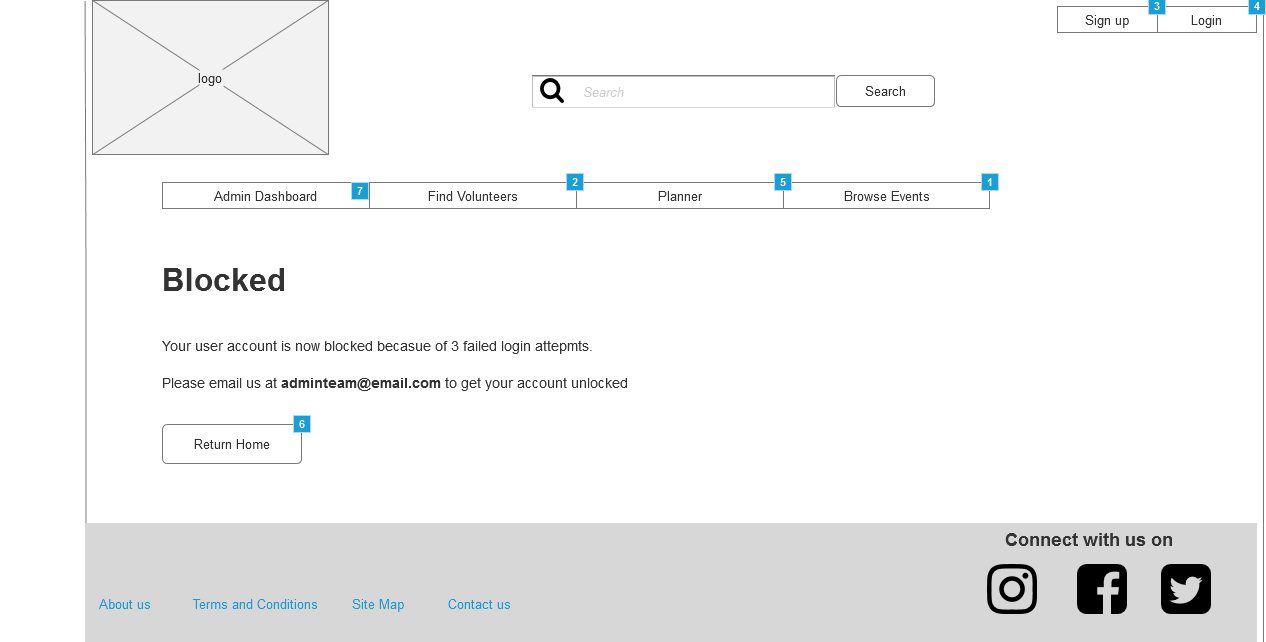 logo
Sign up 3
Login 4
Search
Search
Admin Dashboard 7
Find Volunteers 2
Planner 5
Browse Events 1
Blocked
Your user account is now blocked becasue of 3 failed login attepmts.
Please email us at adminteam@email.com to get your account unlocked
Return Home 6
Connect with us on
About us
Terms and Conditions
Site Map
Contact us